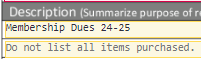 Description (Summarize purpose of
Membership Dues 24-25
Do not list all items purchased.